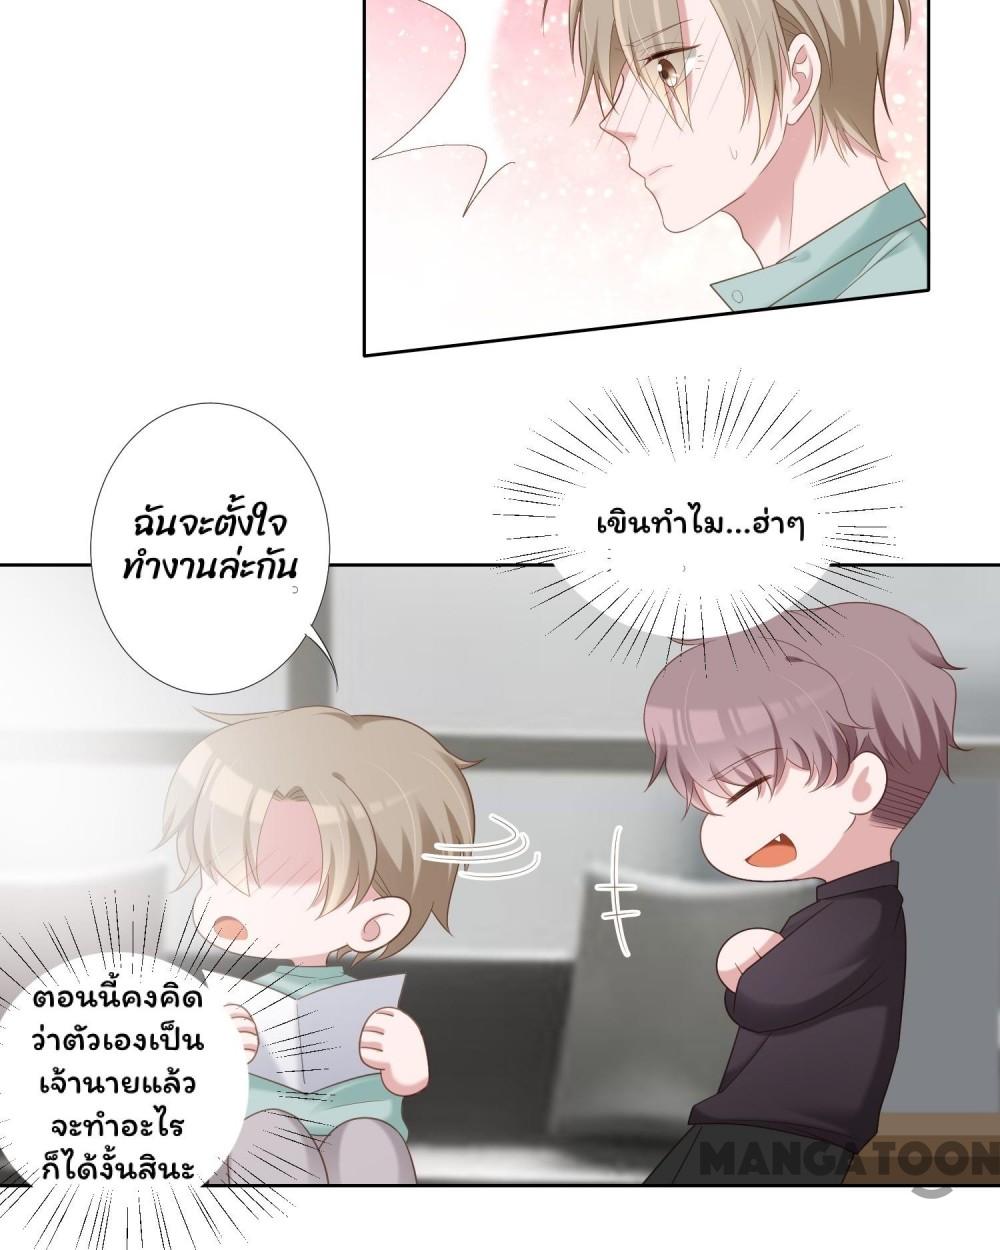 ฉันจะตั้งใจ
ทำงานล่ะกัน
เขินทำไม...ฮ่าๆ
ตอนนี้คงคิด
ว่าตัวเองเป็น
เจ้านายแล้ว
จะทำอะไร
ก็ได้งั้นสินะ
MANGATOON